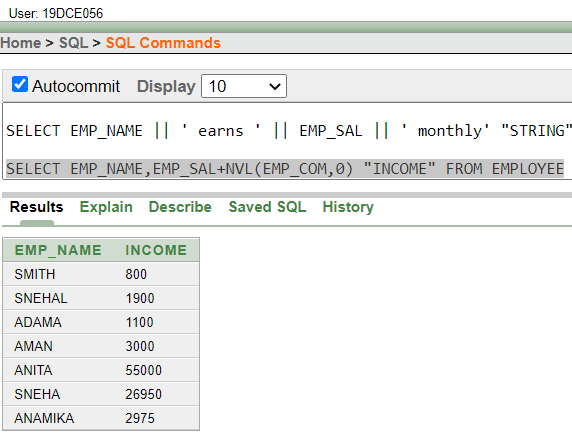 User: 19DCE056
Home > SQL > SQL Commands
Autocommit Display 10
SELECT EMP_NAME || ' earns ' || EMP_SAL || ' monthly' "STRING"
SELECT EMP_NAME,EMP_SAL+NVL(EMP_COM,0) "INCOME" FROM EMPLOYEE
Results Explain Describe Saved SQL History
EMP_NAME INCOME
SMITH 800
SNEHAL 1900
ADAMA 1100
AMAN 3000
ANITA 55000
SNEHA 26950
ANAMIKA 2975